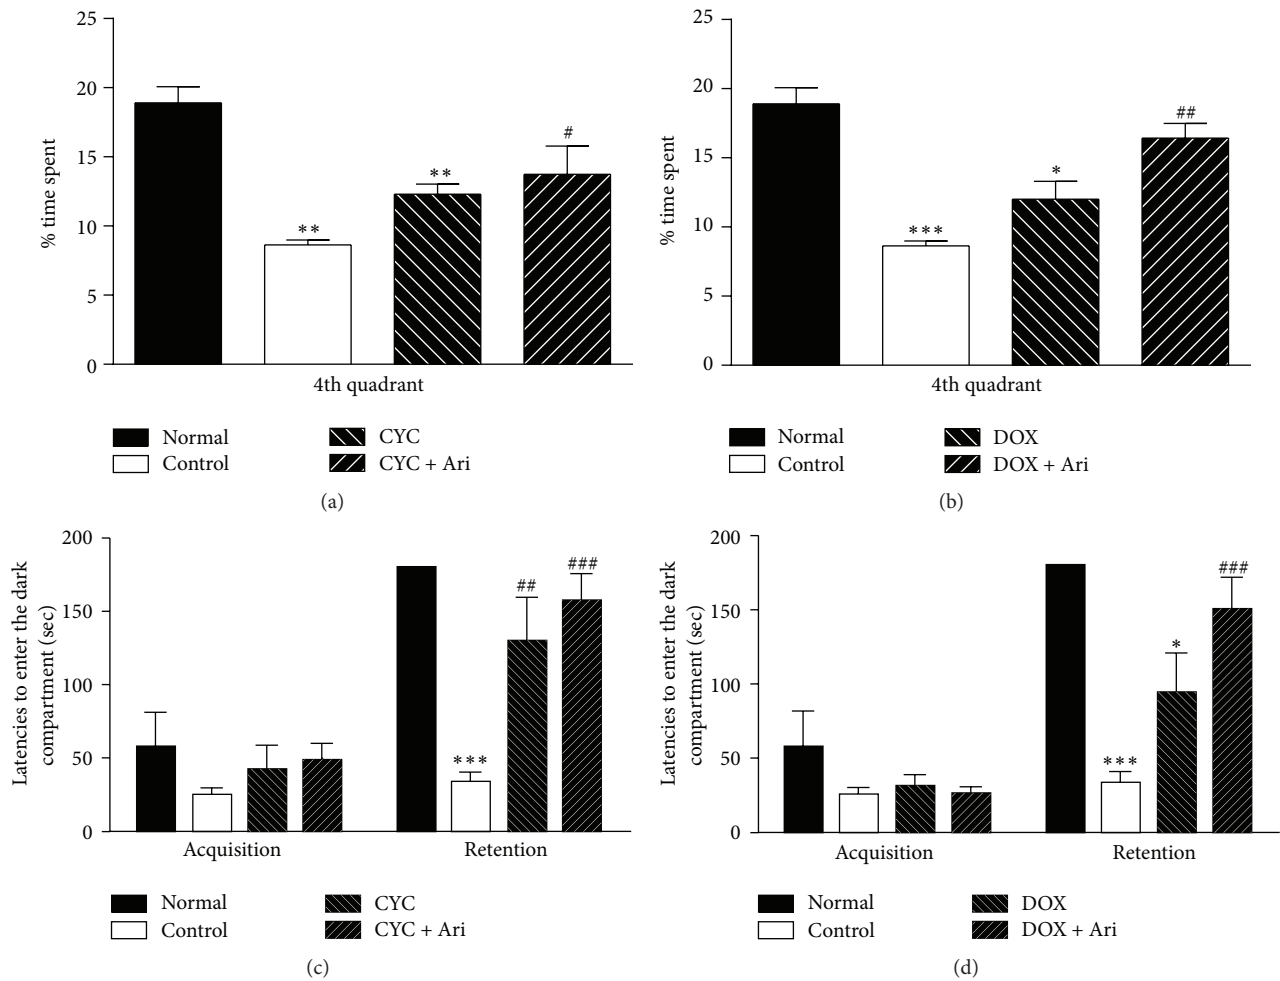 25
20
15
10
5
0
% time spent
**
**
#
4th quadrant
Normal
Control
CYC
CYC + Ari
(a)
25
20
15
10
5
0
% time spent
***
*
##
4th quadrant
Normal
Control
DOX
DOX + Ari
(b)
200
150
100
50
0
Latencies to enter the dark
compartment (sec)
***
##
###
Acquisition
Retention
Normal
Control
CYC
CYC + Ari
(c)
200
150
100
50
0
Latencies to enter the dark
compartment (sec)
***
*
###
Acquisition
Retention
Normal
Control
DOX
DOX + Ari
(d)